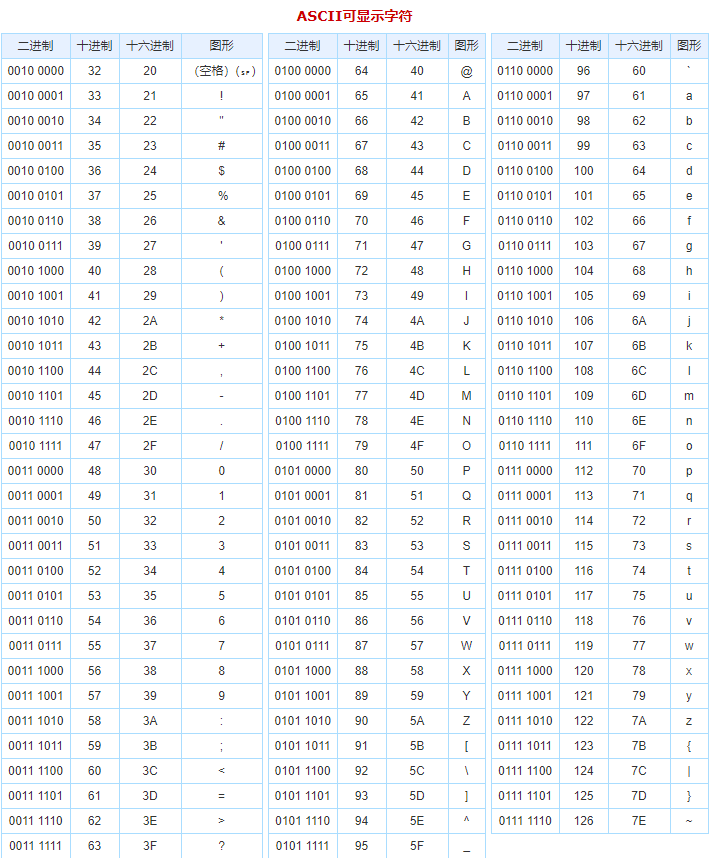 ASCII可显示字符
二进制 十进制 十六进制 图形 二进制 十进制 十六进制 图形 二进制 十进制 十六进制 图形
0010 0000 32 20 (空格) (␠) 0100 0000 64 40 @ 0110 0000 96 60 `
0010 0001 33 21 ! 0100 0001 65 41 A 0110 0001 97 61 a
0010 0010 34 22 " 0100 0010 66 42 B 0110 0010 98 62 b
0010 0011 35 23 # 0100 0011 67 43 C 0110 0011 99 63 c
0010 0100 36 24 $ 0100 0100 68 44 D 0110 0100 100 64 d
0010 0101 37 25 % 0100 0101 69 45 E 0110 0101 101 65 e
0010 0110 38 26 & 0100 0110 70 46 F 0110 0110 102 66 f
0010 0111 39 27 ' 0100 0111 71 47 G 0110 0111 103 67 g
0010 1000 40 28 ( 0100 1000 72 48 H 0110 1000 104 68 h
0010 1001 41 29 ) 0100 1001 73 49 I 0110 1001 105 69 i
0010 1010 42 2A * 0100 1010 74 4A J 0110 1010 106 6A j
0010 1011 43 2B + 0100 1011 75 4B K 0110 1011 107 6B k
0010 1100 44 2C , 0100 1100 76 4C L 0110 1100 108 6C l
0010 1101 45 2D - 0100 1101 77 4D M 0110 1101 109 6D m
0010 1110 46 2E . 0100 1110 78 4E N 0110 1110 110 6E n
0010 1111 47 2F / 0100 1111 79 4F O 0110 1111 111 6F o
0011 0000 48 30 0 0101 0000 80 50 P 0111 0000 112 70 p
0011 0001 49 31 1 0101 0001 81 51 Q 0111 0001 113 71 q
0011 0010 50 32 2 0101 0010 82 52 R 0111 0010 114 72 r
0011 0011 51 33 3 0101 0011 83 53 S 0111 0011 115 73 s
0011 0100 52 34 4 0101 0100 84 54 T 0111 0100 116 74 t
0011 0101 53 35 5 0101 0101 85 55 U 0111 0101 117 75 u
0011 0110 54 36 6 0101 0110 86 56 V 0111 0110 118 76 v
0011 0111 55 37 7 0101 0111 87 57 W 0111 0111 119 77 w
0011 1000 56 38 8 0101 1000 88 58 X 0111 1000 120 78 x
0011 1001 57 39 9 0101 1001 89 59 Y 0111 1001 121 79 y
0011 1010 58 3A : 0101 1010 90 5A Z 0111 1010 122 7A z
0011 1011 59 3B ; 0101 1011 91 5B [ 0111 1011 123 7B {
0011 1100 60 3C < 0101 1100 92 5C \ 0111 1100 124 7C |
0011 1101 61 3D = 0101 1101 93 5D ] 0111 1101 125 7D }
0011 1110 62 3E > 0101 1110 94 5E ^ 0111 1110 126 7E ~
0011 1111 63 3F ? 0101 1111 95 5F _